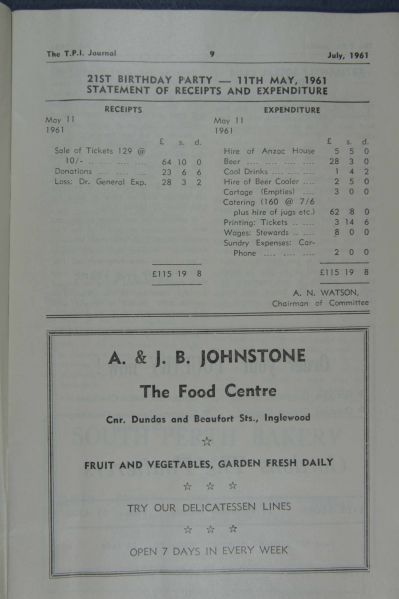 The T.P.I. Journal 9 July, 1961
21ST BIRTHDAY PARTY — 11TH MAY, 1961
STATEMENT OF RECEIPTS AND EXPENDITURE
RECEIPTS
May 11
1961
£ s. d.
Sale of Tickets 129 @
10/- .... .... .... 64 10 0
Donations .... .... .... 23 6 6
Loss: Dr. General Exp. 28 3 2
£115 19 8
EXPENDITURE
May 11
1961
£ s. d.
Hire of Anzac House 5 5 0
Beer .... .... .... .... 28 3 0
Cool Drinks .... .... 1 4 2
Hire of Beer Cooler .... 2 5 0
Cartage (Empties) .... 3 0 0
Catering (160 @ 7/6
plus hire of jugs etc.) 62 8 0
Printing: Tickets .. .... 3 14 6
Wages: Stewards .. .... 8 0 0
Sundry Expenses: Car-
Phone .... .... .... 2 0 0
£115 19 8
A. N. WATSON,
Chairman of Committee
A. & J. B. JOHNSTONE
The Food Centre
Cnr. Dundas and Beaufort Sts., Inglewood
FRUIT AND VEGETABLES, GARDEN FRESH DAILY
TRY OUR DELICATESSEN LINES
OPEN 7 DAYS IN EVERY WEEK